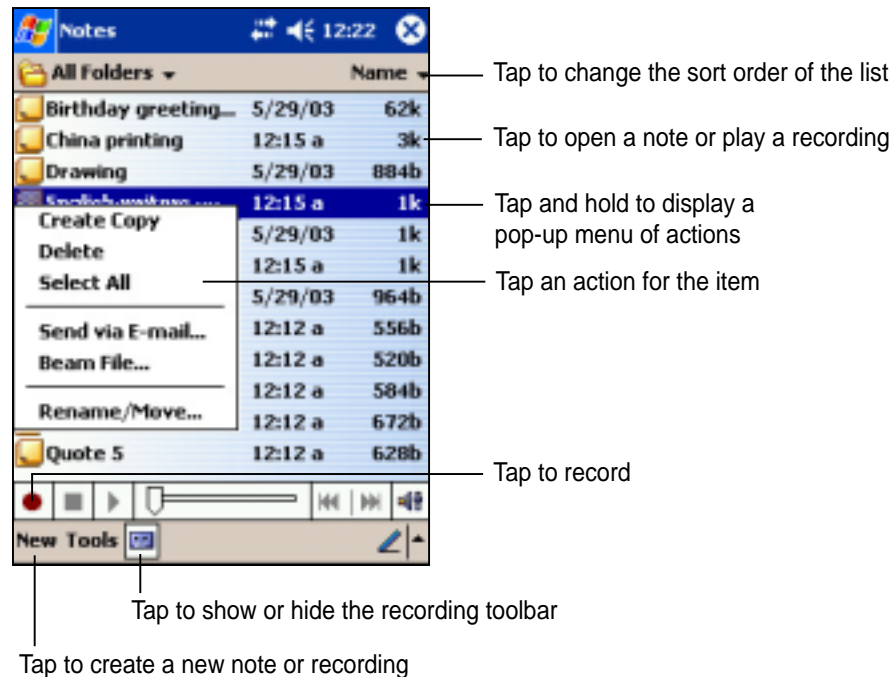 Notes 12:22
All Folders Name
Tap to change the sort order of the list
Birthday greeting... 5/29/03 62k
China printing 12:15 a 3k
Tap to open a note or play a recording
Drawing 5/29/03 884b
12:15 a 1k
Tap and hold to display a
pop-up menu of actions
Create Copy
5/29/03 1k
Delete
12:15 a 1k
Select All
Tap an action for the item
5/29/03 964b
Send via E-mail...
12:12 a 556b
Beam File...
12:12 a 520b
12:12 a 584b
Rename/Move...
12:12 a 672b
Quote 5 12:12 a 628b
Tap to record
New Tools
Tap to show or hide the recording toolbar
Tap to create a new note or recording